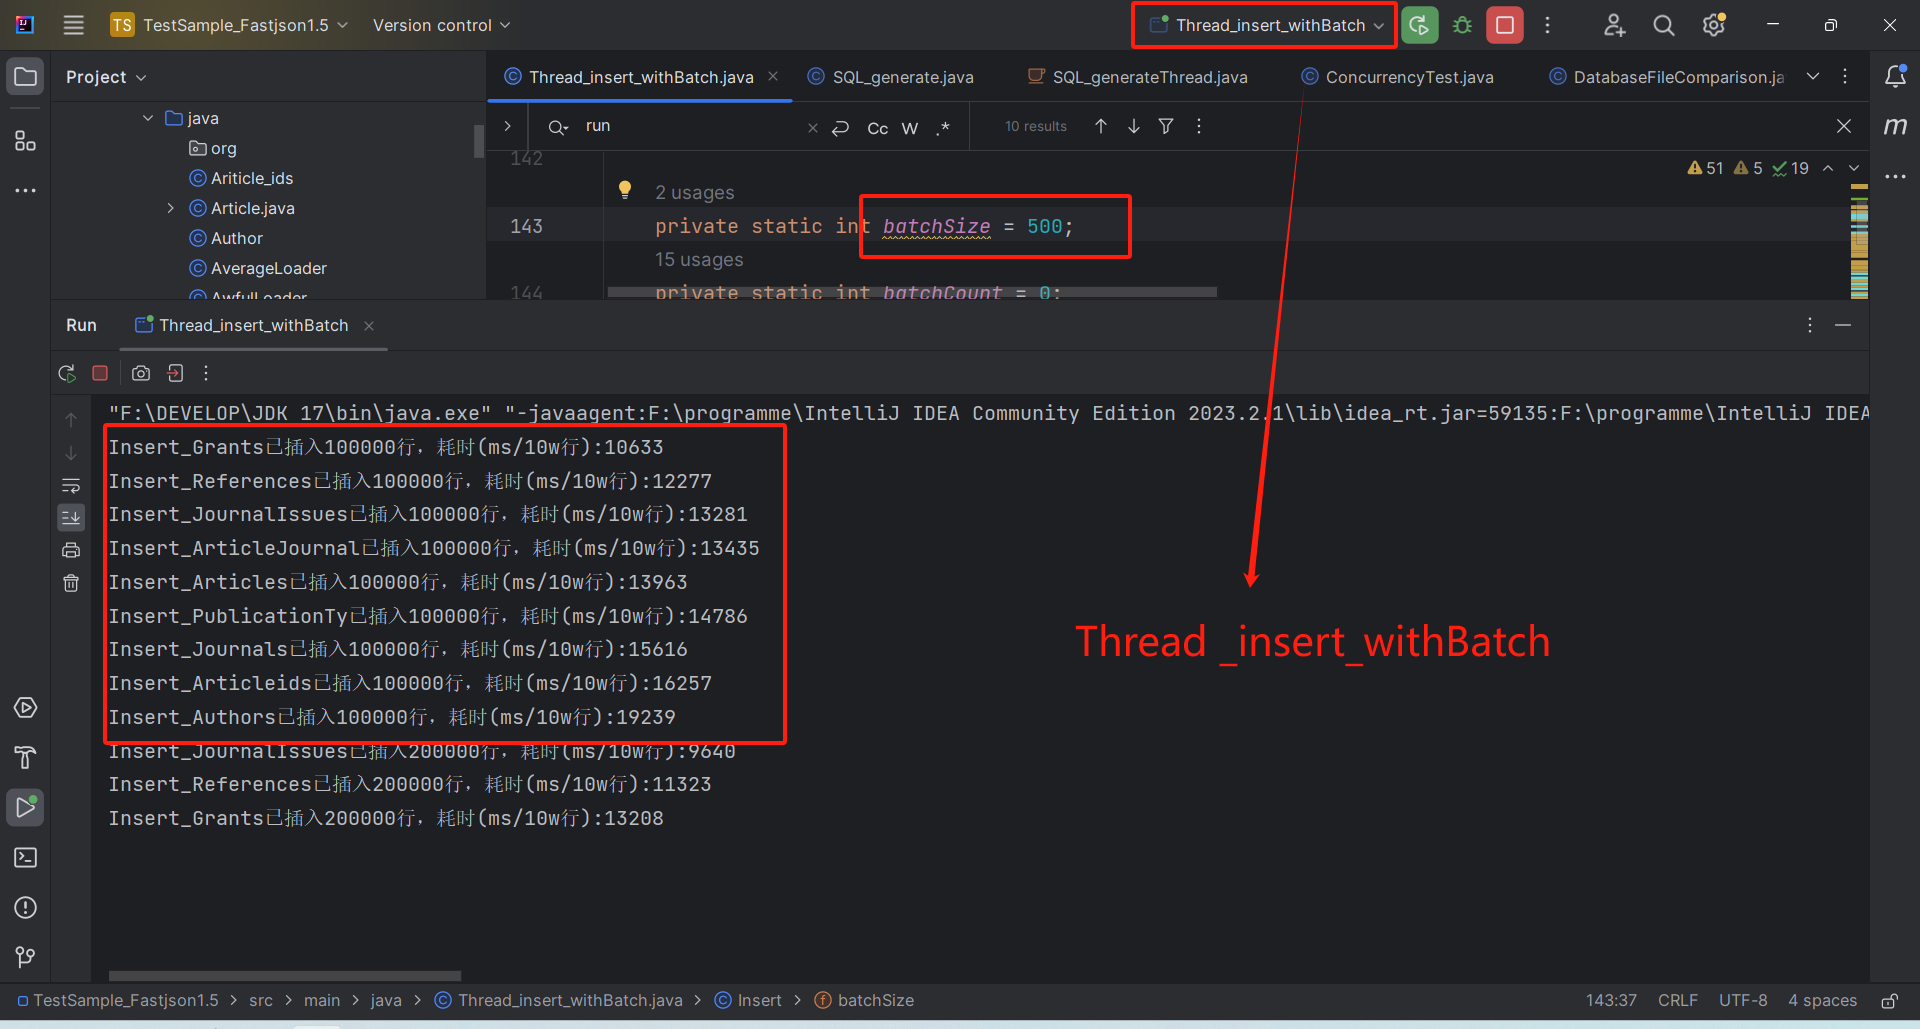 TS TestSample_Fastjson1.5 Version control Thread_insert_withBatch
Project
Thread_insert_withBatch.java SQL_generate.java SQL_generateThread.java ConcurrencyTest.java DatabaseFileComparison.ja
java
org
Ariticle_ids
Article.java
Author
AverageLoader
AwfulLoader
run Cc W .* 10 results
142
51 5 19
2 usages
143 private static int batchSize = 500;
15 usages
144 private static int batchCount = 0;
Run Thread_insert_withBatch
"F:\DEVELOP\JDK 17\bin\java.exe" "-javaagent:F:\programme\IntelliJ IDEA Community Edition 2023.2.1\lib\idea_rt.jar=59135:F:\programme\IntelliJ IDEA
Insert_Grants已插入100000行，耗时(ms/10w行):10633
Insert_References已插入100000行，耗时(ms/10w行):12277
Insert_JournalIssues已插入100000行，耗时(ms/10w行):13281
Insert_ArticleJournal已插入100000行，耗时(ms/10w行):13435
Insert_Articles已插入100000行，耗时(ms/10w行):13963
Insert_PublicationTy已插入100000行，耗时(ms/10w行):14786
Insert_Journals已插入100000行，耗时(ms/10w行):15616
Insert_Articleids已插入100000行，耗时(ms/10w行):16257
Insert_Authors已插入100000行，耗时(ms/10w行):19239
Insert_JournalIssues已插入200000行，耗时(ms/10w行):9640
Insert_References已插入200000行，耗时(ms/10w行):11323
Insert_Grants已插入200000行，耗时(ms/10w行):13208
Thread _insert_withBatch
TestSample_Fastjson1.5 > src > main > java > Thread_insert_withBatch.java > Insert > batchSize
143:37 CRLF UTF-8 4 spaces